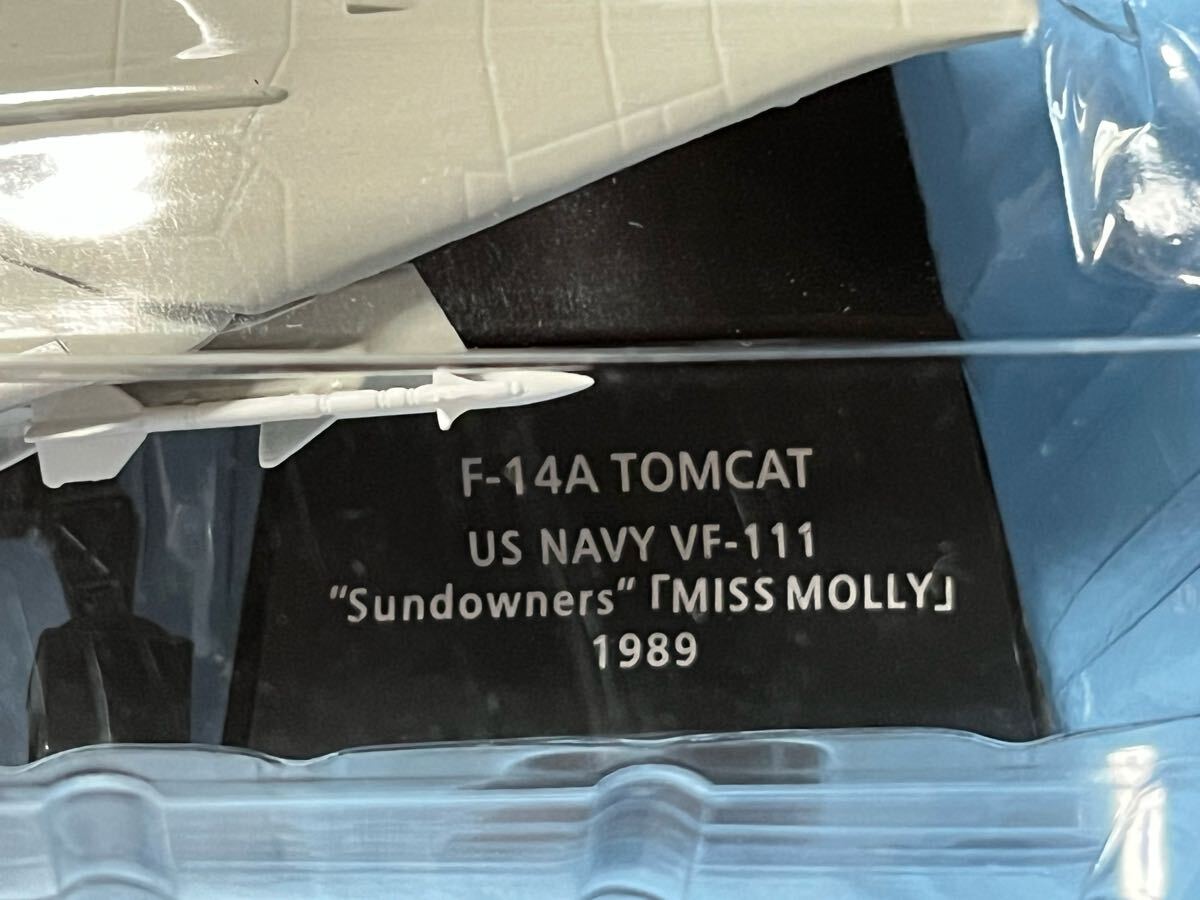 F-14A TOMCAT
US NAVY VF-111
"Sundowners"「MISS MOLLY」
1989